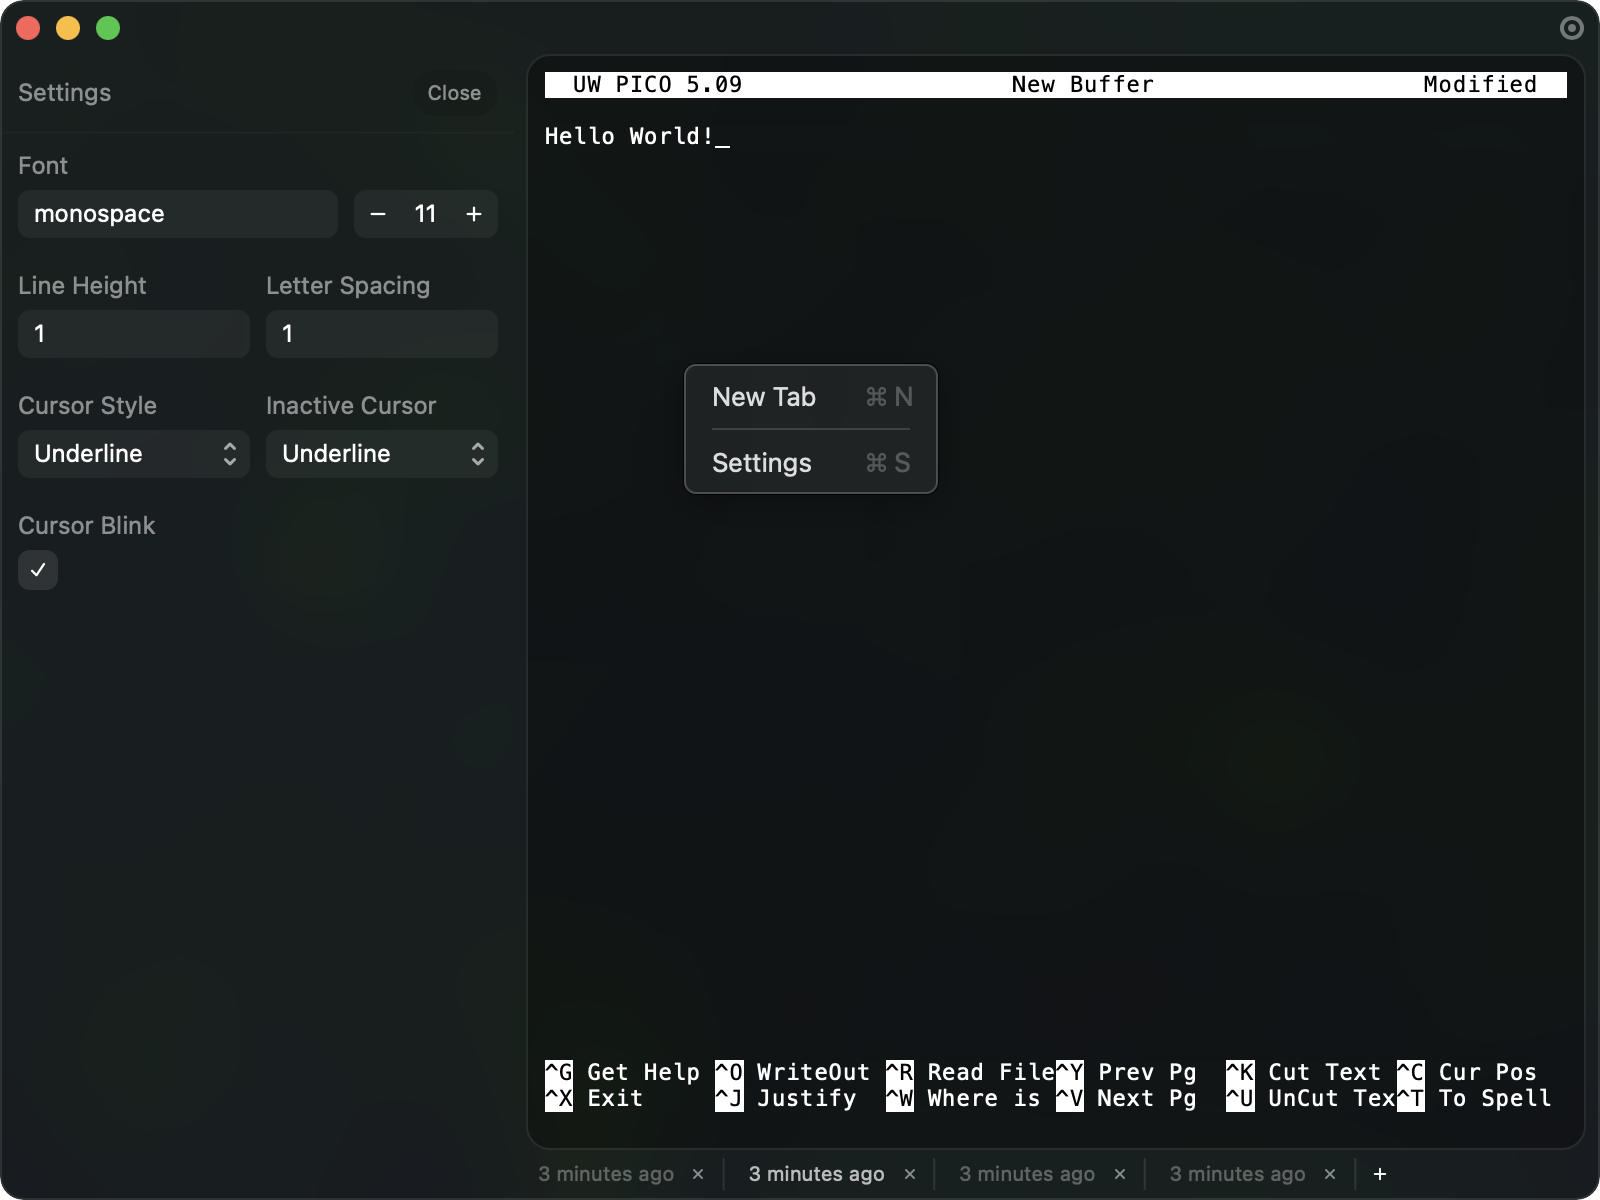 Settings Close
Font
monospace − 11 +
Line Height Letter Spacing
1 1
Cursor Style Inactive Cursor
Underline Underline
Cursor Blink
UW PICO 5.09 New Buffer Modified
Hello World!_
New Tab ⌘ N
Settings ⌘ S
^G Get Help ^O WriteOut ^R Read File ^Y Prev Pg ^K Cut Text ^C Cur Pos
^X Exit ^J Justify ^W Where is ^V Next Pg ^U UnCut Tex ^T To Spell
3 minutes ago × 3 minutes ago × 3 minutes ago × 3 minutes ago × +